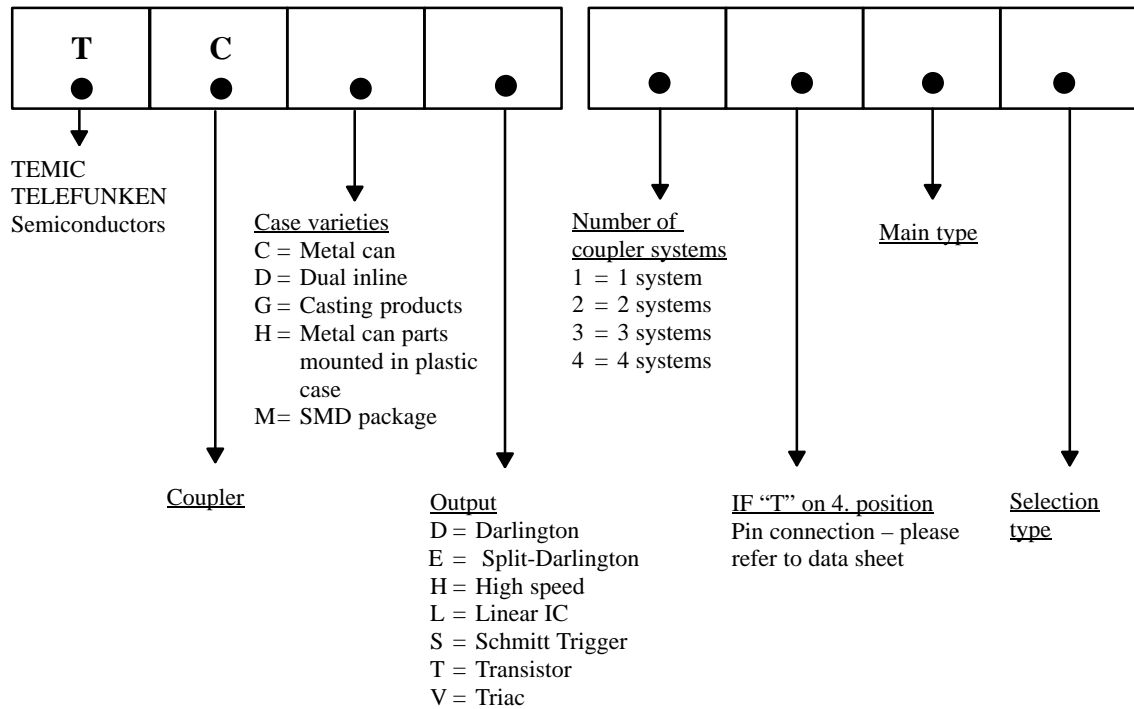 T C
TEMIC
TELEFUNKEN
Semiconductors
Case varieties
C = Metal can
D = Dual inline
G = Casting products
H = Metal can parts
mounted in plastic
case
M= SMD package
Number of
coupler systems
1 = 1 system
2 = 2 systems
3 = 3 systems
4 = 4 systems
Main type
Coupler
Output
D = Darlington
E = Split-Darlington
H = High speed
L = Linear IC
S = Schmitt Trigger
T = Transistor
V = Triac
IF “T” on 4. position
Pin connection – please
refer to data sheet
Selection
type